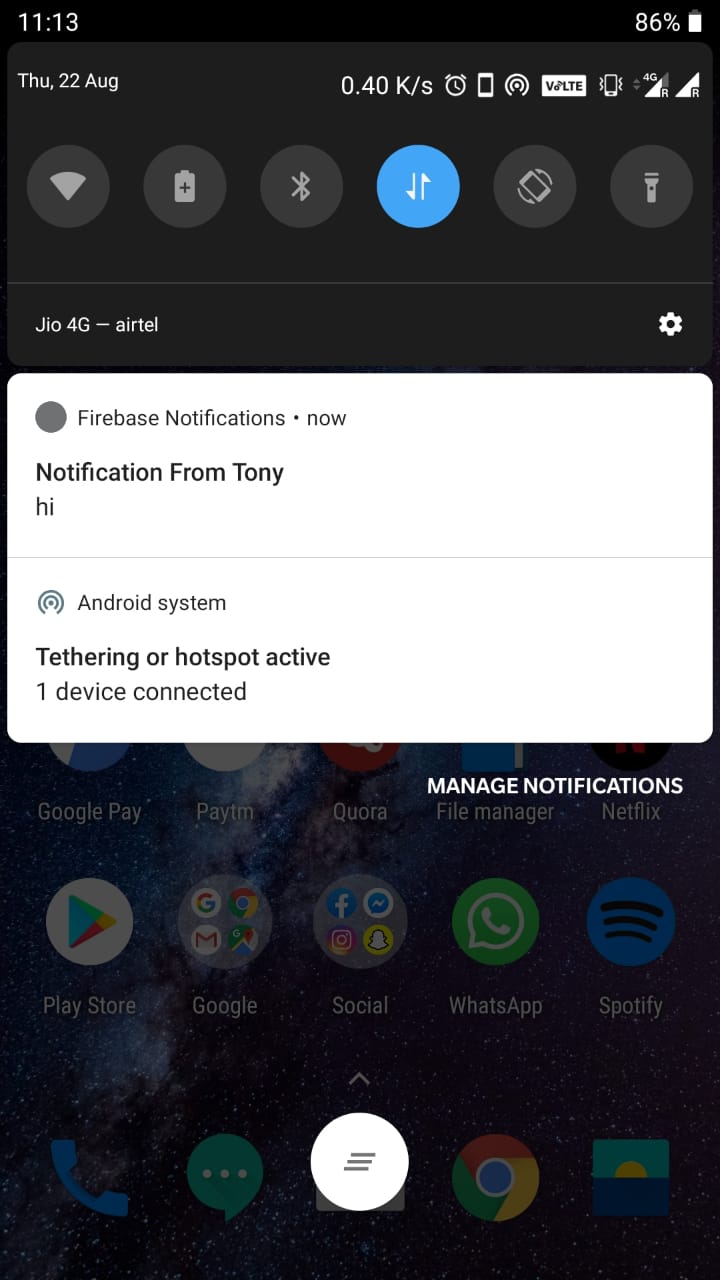 11:13
86%
Thu, 22 Aug
0.40 K/s
VoLTE
4G
R
R
Jio 4G — airtel
Firebase Notifications • now
Notification From Tony
hi
Android system
Tethering or hotspot active
1 device connected
MANAGE NOTIFICATIONS
Google Pay
Paytm
Quora
File manager
Netflix
Play Store
Google
Social
WhatsApp
Spotify